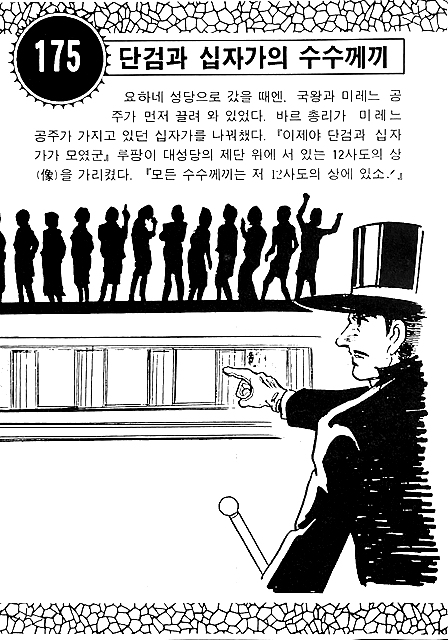 175
단검과 십자가의 수수께끼
요하네 성당으로 갔을 때엔, 국왕과 미레느 공
주가 먼저 끌려 와 있었다. 바르 총리가 미레느
공주가 가지고 있던 십자가를 나꿔챘다. 『이제야 단검과 십자
가가 모였군』 루팡이 대성당의 제단 위에 서 있는 12사도의 상
(像)을 가리켰다. 『모든 수수께끼는 저 12사도의 상에 있소!』